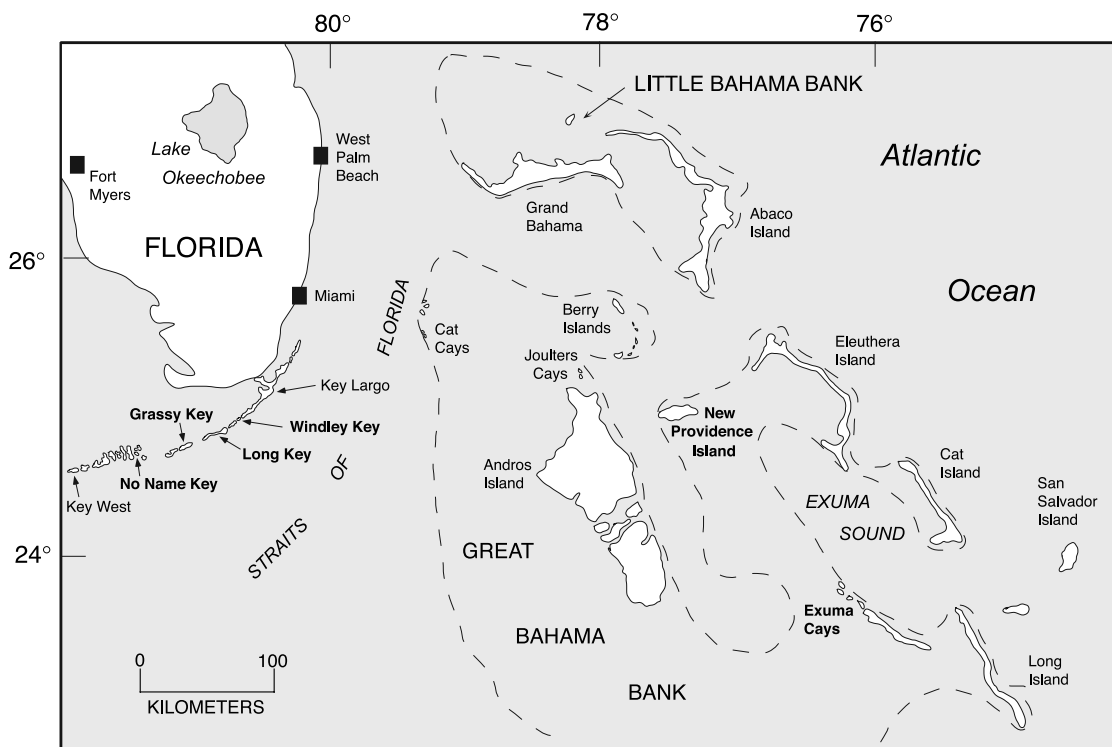 80°
78°
76°
LITTLE BAHAMA BANK
Lake
Okeechobee
West
Palm
Beach
Fort
Myers
Atlantic
Grand
Bahama
Abaco
Island
FLORIDA
26°
Ocean
Miami
FLORIDA
Cat
Cays
Berry
Islands
Eleuthera
Island
Joulters
Cays
Key Largo
Grassy Key
Windley Key
New
Providence
Island
Long Key
OF
Andros
Island
Cat
Island
No Name Key
Key West
EXUMA
SOUND
San
Salvador
Island
STRAITS
24°
GREAT
Exuma
Cays
BAHAMA
0
100
KILOMETERS
BANK
Long
Island